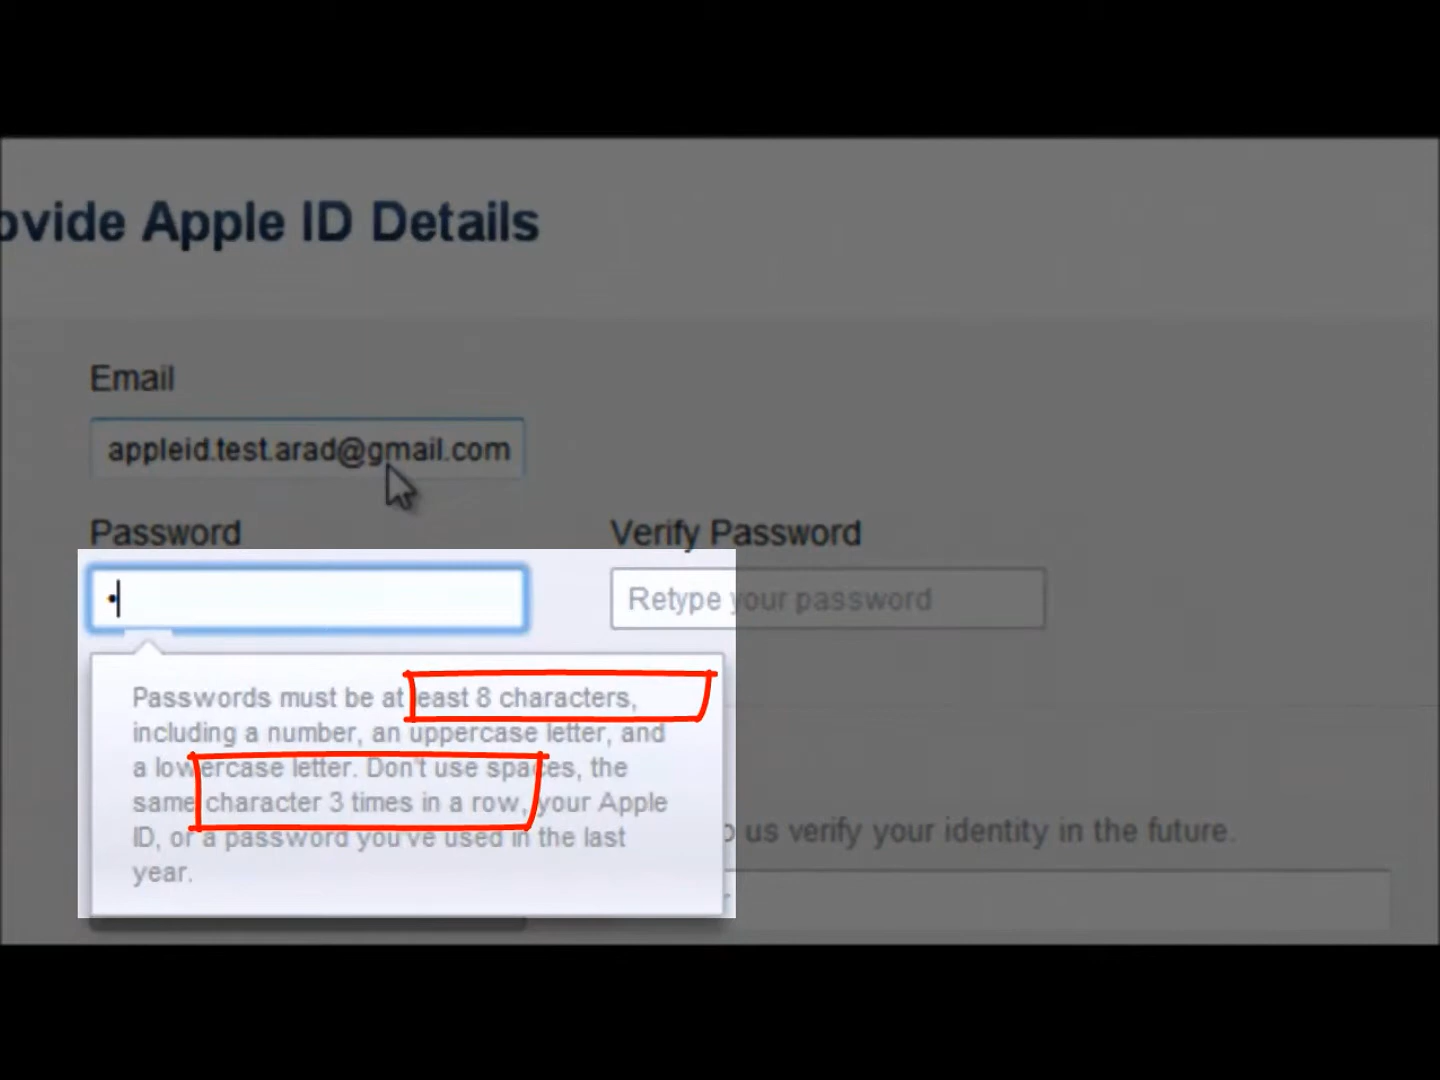 ovide Apple ID Details
Email
appleid.test.arad@gmail.com
Password
Verify Password
Retype your password
Passwords must be at least 8 characters,
including a number, an uppercase letter, and
a lowercase letter. Don't use spaces, the
same character 3 times in a row, your Apple
ID, or a password you've used in the last
year.
us verify your identity in the future.